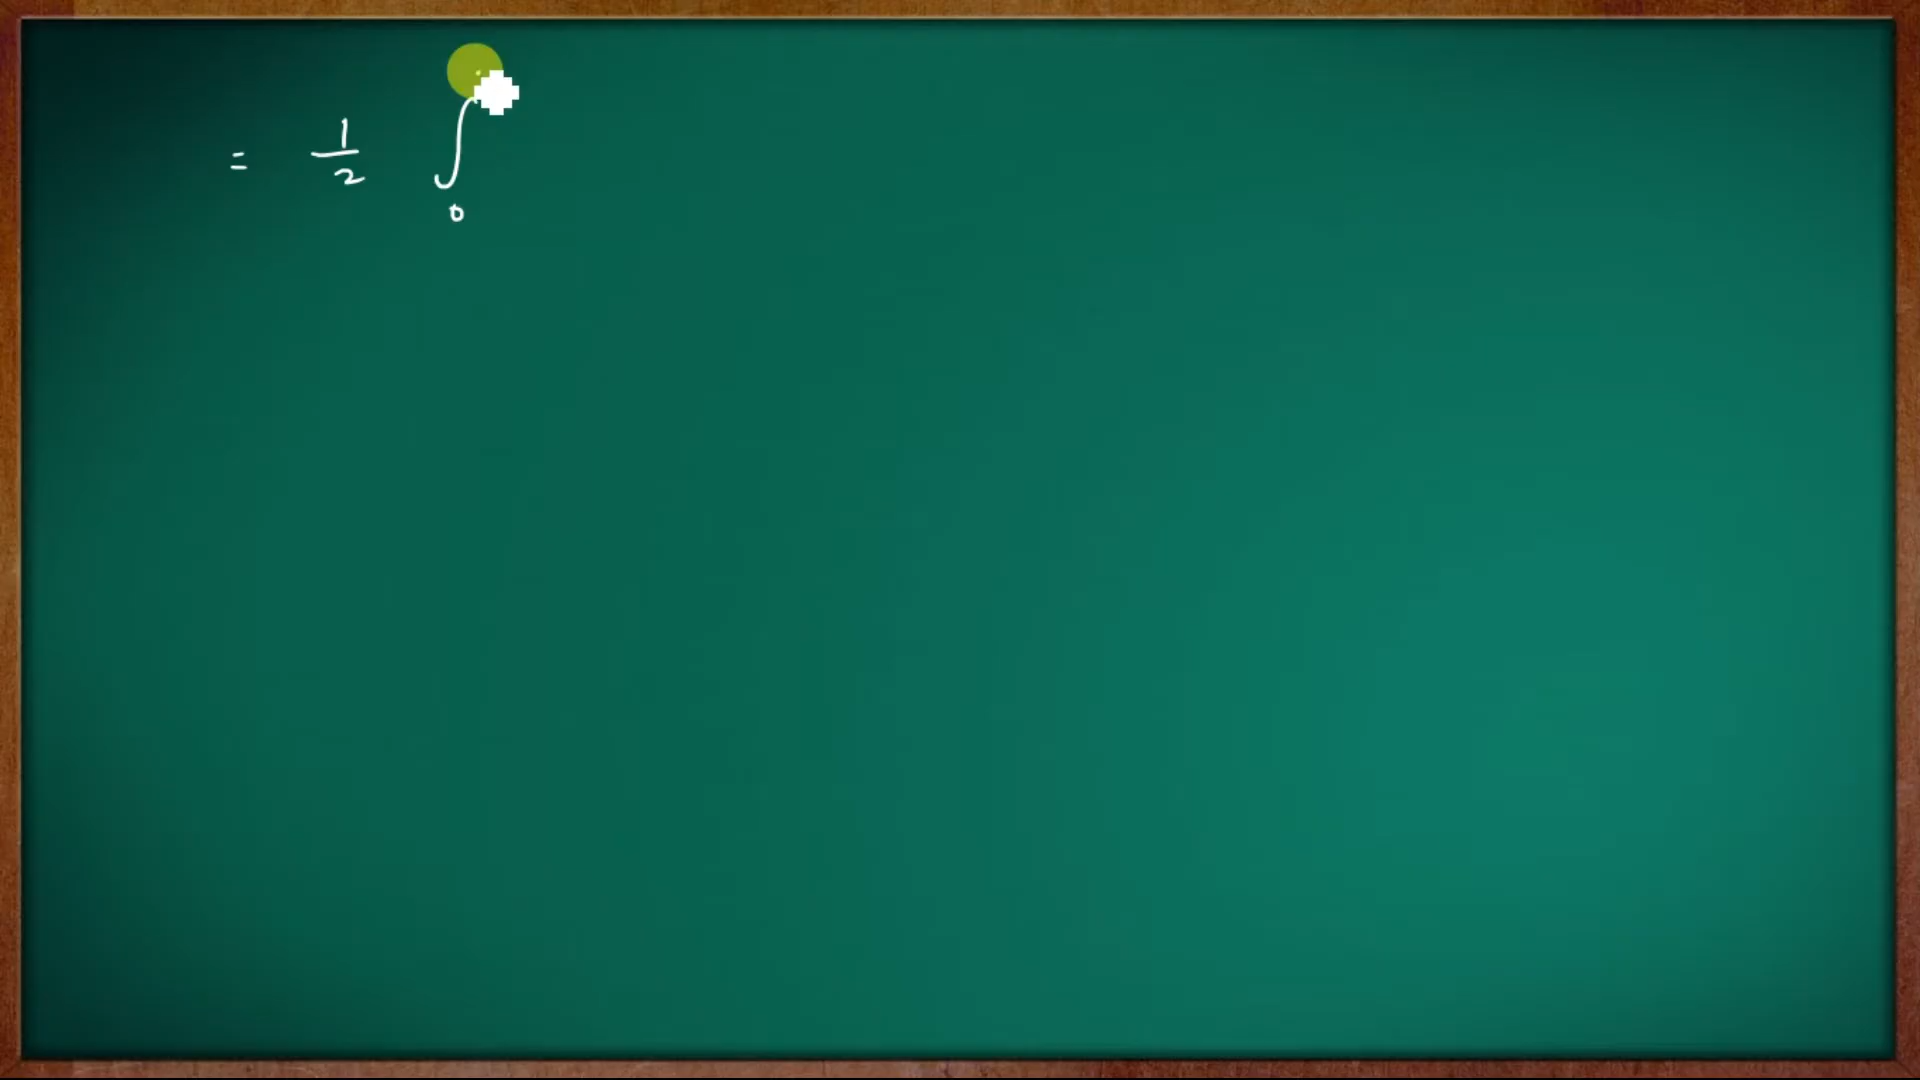 = 1/2 ∫₀